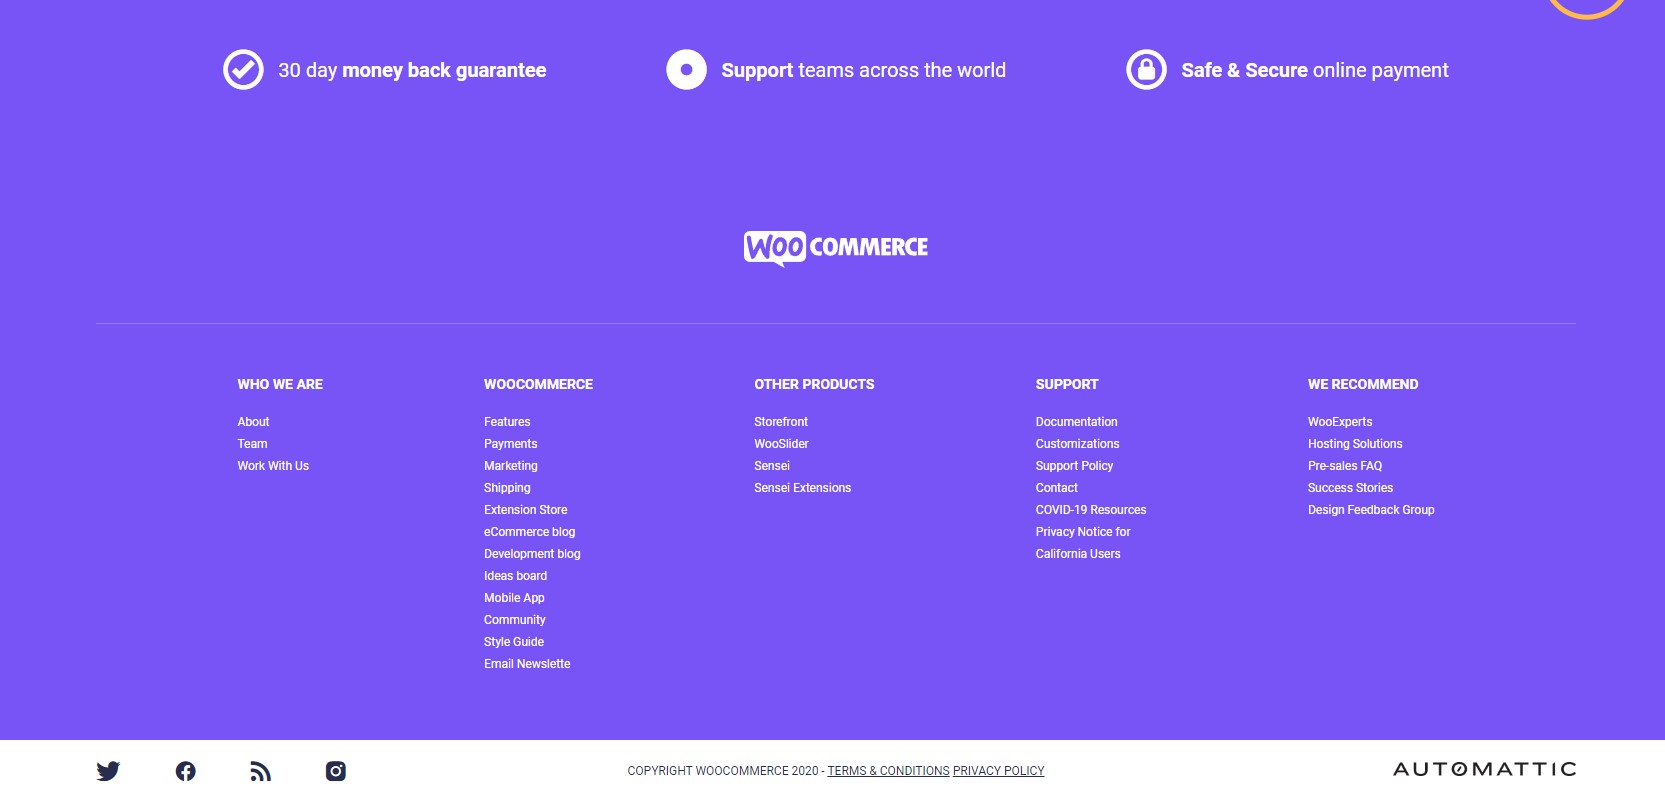 30 day money back guarantee
Support teams across the world
Safe & Secure online payment
WOO COMMERCE
WHO WE ARE
About
Team
Work With Us
WOOCOMMERCE
Features
Payments
Marketing
Shipping
Extension Store
eCommerce blog
Development blog
Ideas board
Mobile App
Community
Style Guide
Email Newslette
OTHER PRODUCTS
Storefront
WooSlider
Sensei
Sensei Extensions
SUPPORT
Documentation
Customizations
Support Policy
Contact
COVID-19 Resources
Privacy Notice for
California Users
WE RECOMMEND
WooExperts
Hosting Solutions
Pre-sales FAQ
Success Stories
Design Feedback Group
COPYRIGHT WOOCOMMERCE 2020 - TERMS & CONDITIONS PRIVACY POLICY
AUTOMATTIC